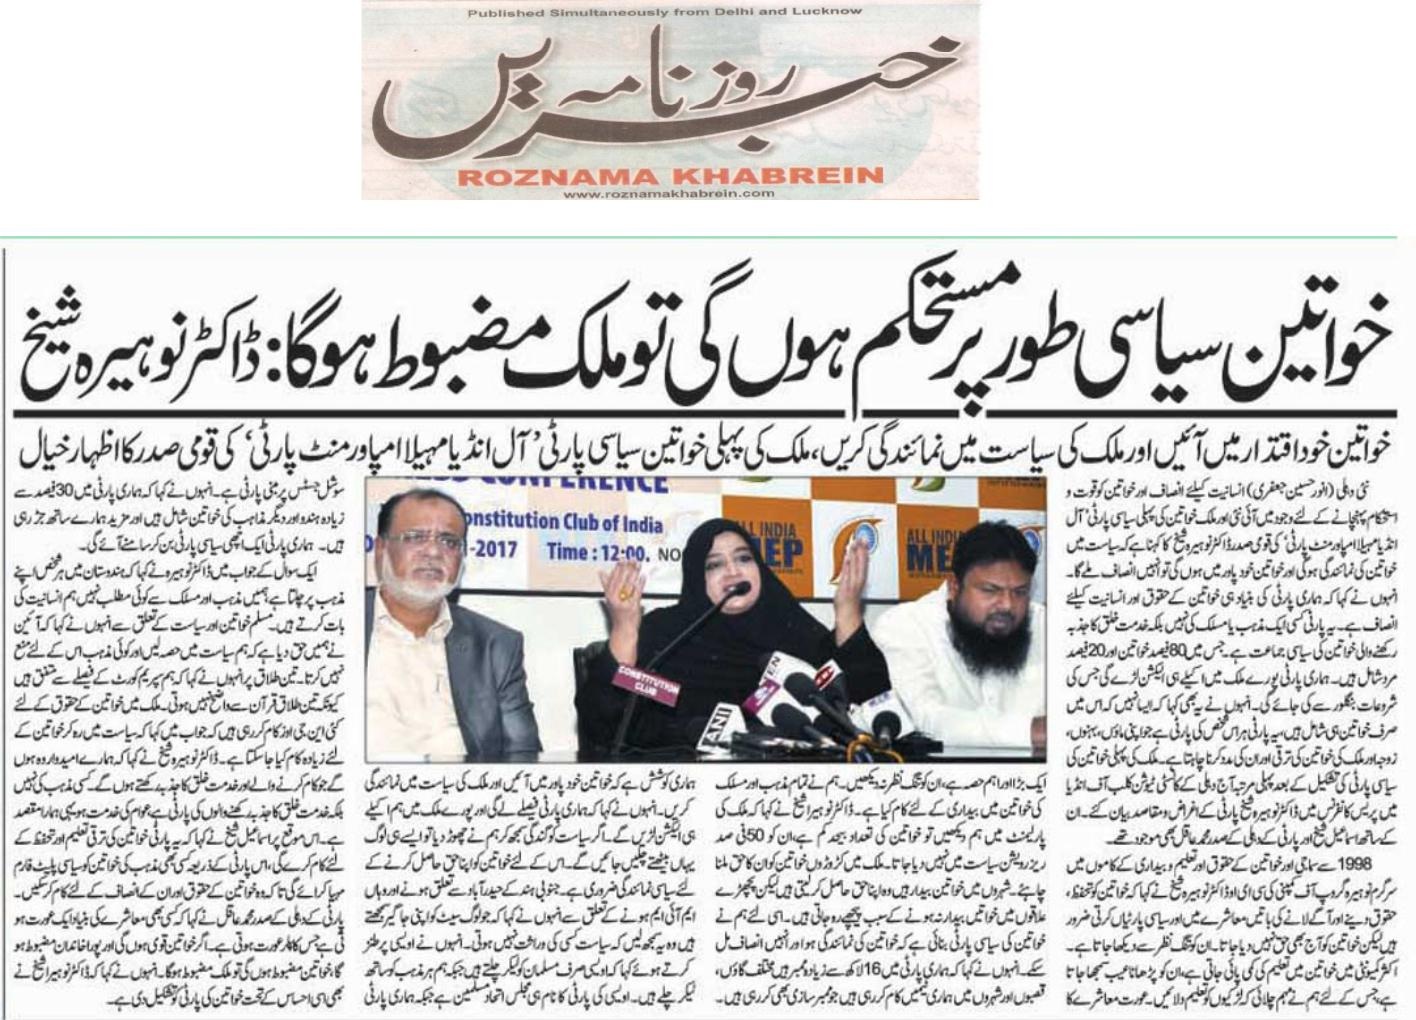 Published Simultaneously from Delhi and Lucknow
روزنامہ خبریں
ROZNAMA KHABREIN
www.roznamakhabrein.com
خواتین سیاسی طور پر مستحکم ہوں گی تو ملک مضبوط ہوگا: ڈاکٹر نوہیرہ شیخ
خواتین خود اقتدار میں آئیں اور ملک کی سیاست میں نمائندگی کریں، ملک کی پہلی خواتین سیاسی پارٹی ’آل انڈیا مہیلا امپاورمنٹ پارٹی‘ کی قومی صدر کا اظہار خیال
نئی دہلی (انور حسین جعفری) انسانیت کیلئے انصاف اور خواتین کو قوت و
استحکام پہنچانے کے لئے وجود میں آئی نئی اور ملک خواتین کی پہلی سیاسی پارٹی ’آل
انڈیا مہیلا امپاورمنٹ پارٹی‘ کی قومی صدر ڈاکٹر نوہیرہ شیخ کا کہنا ہے کہ سیاست میں
خواتین کی نمائندگی ہوگی اور خواتین خود پاور میں ہوں گی تو انہیں انصاف ملے گا۔
انہوں نے کہا کہ ہماری پارٹی کی بنیاد ہی خواتین کے حقوق اور انسانیت کیلئے
انصاف ہے۔ یہ پارٹی کسی ایک مذہب یا مسلک کی نہیں بلکہ خدمت خلق کا جذبہ
رکھنے والی خواتین کی سیاسی جماعت ہے۔ جس میں 80 فیصد خواتین اور 20 فیصد
مرد شامل ہیں۔ ہماری پارٹی پورے ملک میں اکیلے ہی الیکشن لڑے گی جس کی
شروعات بنگلور سے کی جائے گی۔ انہوں نے یہ بھی کہا کہ ایسا نہیں کہ اس میں
صرف خواتین ہی شامل ہیں، یہ پارٹی ہر اس شخص کی پارٹی ہے جو اپنی ماؤں، بہنوں،
زوجہ اور ملک کی خواتین کی ترقی اور ان کی مدد کرنا چاہتا ہے۔ ملک کی پہلی خواتین کی
سیاسی پارٹی کی تشکیل کے بعد پہلی مرتبہ آج دہلی کے کانسٹی ٹیوشن کلب آف انڈیا
میں پریس کانفرنس میں ڈاکٹر نوہیرہ شیخ پارٹی کے اغراض و مقاصد بیان کئے۔ ان
کے ساتھ اسماعیل شیخ اور پارٹی کے دہلی کے صدر محمد عاقل بھی موجود تھے۔
1998 سے سماجی اور خواتین کے حقوق اور تعلیم و بیداری کے کاموں میں
سرگرم نوہیرہ گروپ آف کمپنی کی سی ای او ڈاکٹر نوہیرہ شیخ نے کہا کہ خواتین کو تحفظ،
حقوق دینے اور آگے لانے کی باتیں معاشرے میں اور سیاسی پارٹیاں کرتی ضرور
ہیں لیکن خواتین کو آج بھی حق نہیں دیا جاتا۔ ان کو تنگ نظر سے دیکھا جاتا ہے۔
اکثر کمیونٹی میں خواتین میں تعلیم کی کمی پائی جاتی ہے، ان کو پڑھانا عیب سمجھا جاتا
ہے، جس کے لئے ہم نے مہم چلائی کہ لڑکیوں کو تعلیم دلائیں۔ عورت معاشرے کا
PRESS CONFERENCE
Constitution Club of India
-2017 Time : 12:00. NO
ALL INDIA
MEP
ALL INDIA
MEP
CONSTITUTION
CLUB
ANI
ایک بڑا اور اہم حصہ ہے، ان کو تنگ نظر نہ دیکھیں۔ ہم نے تمام مذہب اور مسلک
کی خواتین میں بیداری کے لئے کام کیا ہے۔ ڈاکٹر نوہیرا شیخ نے کہا کہ ملک کی
پارلیمنٹ میں ہم دیکھیں تو خواتین کی تعداد بیحد کم ہے، ان کو 50 فی صد
ریزرویشن سیاست میں نہیں دیا جاتا۔ ملک میں کروڑوں خواتین کو ان کا حق ملنا
چاہئے۔ شہروں میں خواتین بیدار ہیں وہ اپنا حق حاصل کر لیتی ہیں لیکن پچھڑے
علاقوں میں خواتین بیدار نہ ہونے کے سبب پیچھے رہ جاتی ہیں۔ اسی لئے ہم نے
خواتین کی سیاسی پارٹی بنائی ہے کہ خواتین کی نمائندگی ہو اور نہیں انصاف مل
سکے۔ انہوں نے کہا کہ ہماری پارٹی میں 16 لاکھ سے زیادہ ممبر ہیں مختلف گاؤں،
قصبوں اور شہروں میں ہماری ٹیمیں کام کر رہی ہیں جو ممبر سازی بھی کر رہی ہیں۔
ہماری کوشش ہے کہ خواتین خود پاور میں آئیں اور ملک کی سیاست میں نمائندگی
کریں۔ انہوں نے کہا کہ ہماری پارٹی فیصلے لے گی اور پورے ملک میں ہم اکیلے
ہی الیکشن لڑیں گے۔ اگر سیاست کو گندگی سمجھ کر ہم نے چھوڑ دیا تو ایسے ہی لوگ
یہاں بیٹھتے چلیں جائیں گے۔ اس کے لئے خواتین کو اپنا حق حاصل کرنے کے
لئے سیاسی نمائندگی ضروری ہے۔ جنوبی ہند کے حیدرآباد سے تعلق ہونے اور وہاں
ایم آئی ایم ہونے کے تعلق سے انہوں نے کہا کہ جو لوگ سیٹ کو اپنی جاگیر سمجھتے
ہیں وہ یہ سمجھ لیں کہ سیاست کسی کی وراثت نہیں ہوتی۔ انہوں نے اویسی پر طنز
کرتے ہوئے کہا کہ اویسی صرف مسلمان کو لیکر چلتے ہیں جبکہ ہم ہر مذہب کو ساتھ
لیکر چلے ہیں۔ اویسی کی پارٹی کا نام ہی مجلس اتحاد مسلمین ہے جبکہ ہماری پارٹی
سوشل جسٹس پر مبنی پارٹی ہے۔ انہوں نے کہا کہ ہماری پارٹی میں 30 فیصد سے
زیادہ ہندو اور دیگر مذاہب کی خواتین شامل ہیں اور مزید ہمارے ساتھ جڑ رہی
ہیں۔ ہماری پارٹی ایک اچھی سیاسی پارٹی بن کر سامنے آئے گی۔
ایک سوال کے جواب میں ڈاکٹر نوہیرہ نے کہا کہ ہندوستان میں ہر شخص اپنے
مذہب پر چلتا ہے ہمیں مذہب اور مسلک سے کوئی مطلب نہیں ہم انسانیت کی
بات کرتے ہیں۔ مسلم خواتین اور سیاست کے تعلق سے انہوں نے کہا کہ آئین
نے ہمیں حق دیا ہے کہ ہم سیاست میں حصہ لیں اور کوئی مذہب اس کے لئے منع
نہیں کرتا۔ تین طلاق پر انہوں نے کہا کہ ہم سپریم کورٹ کے فیصلے سے متفق ہیں
کیونکہ تین طلاق قرآن سے واضح نہیں ہوتی۔ ملک میں خواتین کے حقوق کے لئے
کئی این جی اوز کام کر رہی ہیں کہ جواب میں کہا کہ سیاست میں رہ کر خواتین کے
لئے زیادہ کام کیا جا سکتا ہے۔ ڈاکٹر نوہیرہ شیخ نے کہا کہ ہمارے امیدوار وہ ہوں
گے جو کام کرنے والے اور خدمت خلق کا جذبہ رکھتے ہوں گے۔ کسی مذہب کی نہیں
بلکہ خدمت خلق کا جذبہ رکھنے والوں کی پارٹی ہے، عوام کی خدمت ہو یہی ہمارا مقصد
ہے۔ اس موقع پر اسماعیل شیخ نے کہا کہ یہ پارٹی خواتین کی ترقی تعلیم اور تحفظ کے
لئے کام کرے گی، اس پارٹی کے ذریعہ کسی بھی مذہب کی خواتین کو سیاسی پلیٹ فارم
مہیا کرائے گی تاکہ وہ خواتین کے حقوق اور ان کے انصاف کے لئے کام کر سکیں۔
پارٹی کے دہلی کے صدر محمد عاقل نے کہا کہ کسی بھی معاشرے کی بنیاد ایک عورت ہو
تی ہے جس کا کار عورت ہوتی ہے۔ اگر خواتین قوی ہوں گی اور پورا خاندان مضبوط ہو
گا، خواتین مضبوط ہوں گی تو ملک مضبوط ہوگا۔ انہوں نے کہا کہ ڈاکٹر نوہیرا شیخ نے
بھی اسی احساس کے تحت خواتین کی پارٹی کو تشکیل دی ہے۔